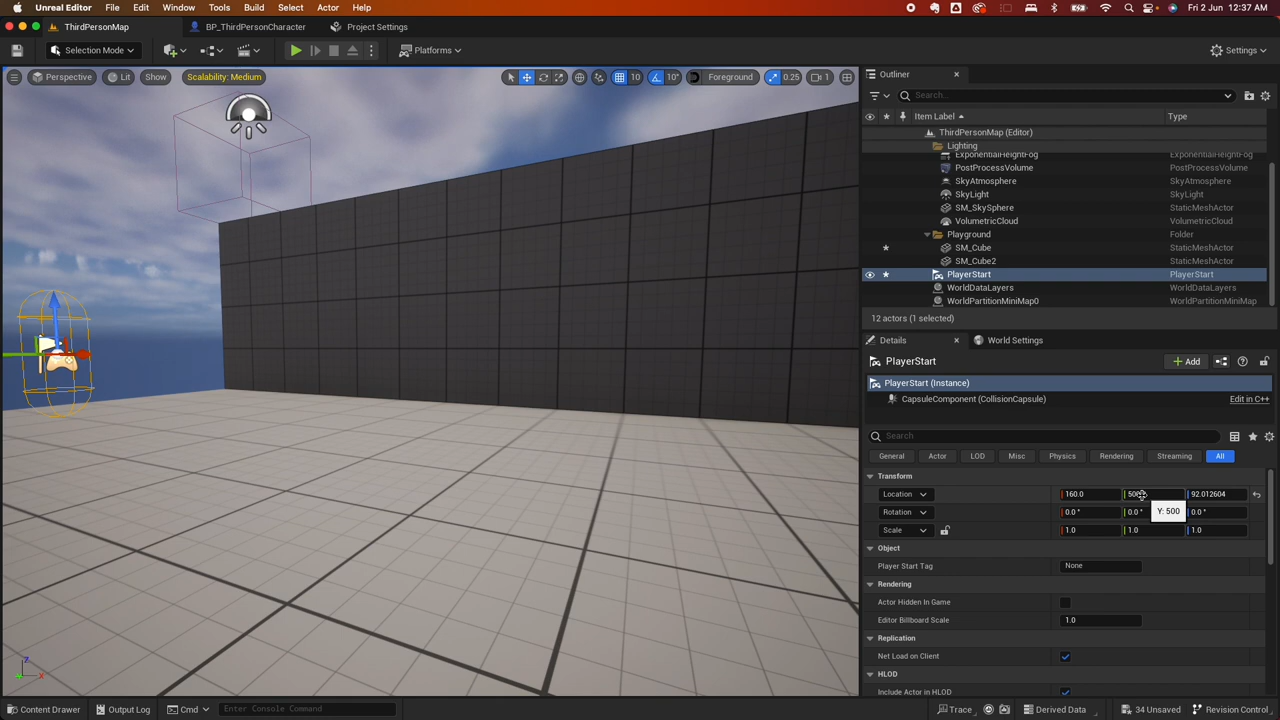 Unreal Editor File Edit Window Tools Build Select Actor Help Fri 2 Jun 12:37 AM
ThirdPersonMap BP_ThirdPersonCharacter Project Settings
Selection Mode Platforms Settings
Perspective Lit Show Scalability: Medium 10 10° Foreground 0.25 1
Outliner
Search...
Item Label Type
ThirdPersonMap (Editor)
Lighting
ExponentialHeightFog ExponentialHeightFog
PostProcessVolume PostProcessVolume
SkyAtmosphere SkyAtmosphere
SkyLight SkyLight
SM_SkySphere StaticMeshActor
VolumetricCloud VolumetricCloud
Playground Folder
SM_Cube StaticMeshActor
SM_Cube2 StaticMeshActor
PlayerStart PlayerStart
WorldDataLayers WorldDataLayers
WorldPartitionMiniMap0 WorldPartitionMiniMap
12 actors (1 selected)
Details World Settings
PlayerStart Add
PlayerStart (Instance)
CapsuleComponent (CollisionCapsule) Edit in C++
Search
General Actor LOD Misc Physics Rendering Streaming All
Transform
Location 160.0 500 92.012604
Y: 500
Rotation 0.0 ° 0.0 ° 0.0 °
Scale 1.0 1.0 1.0
Object
Player Start Tag None
Rendering
Actor Hidden In Game
Editor Billboard Scale 1.0
Replication
Net Load on Client
HLOD
Include Actor in HLOD
Z
X
Content Drawer Output Log Cmd Enter Console Command Trace Derived Data 34 Unsaved Revision Control